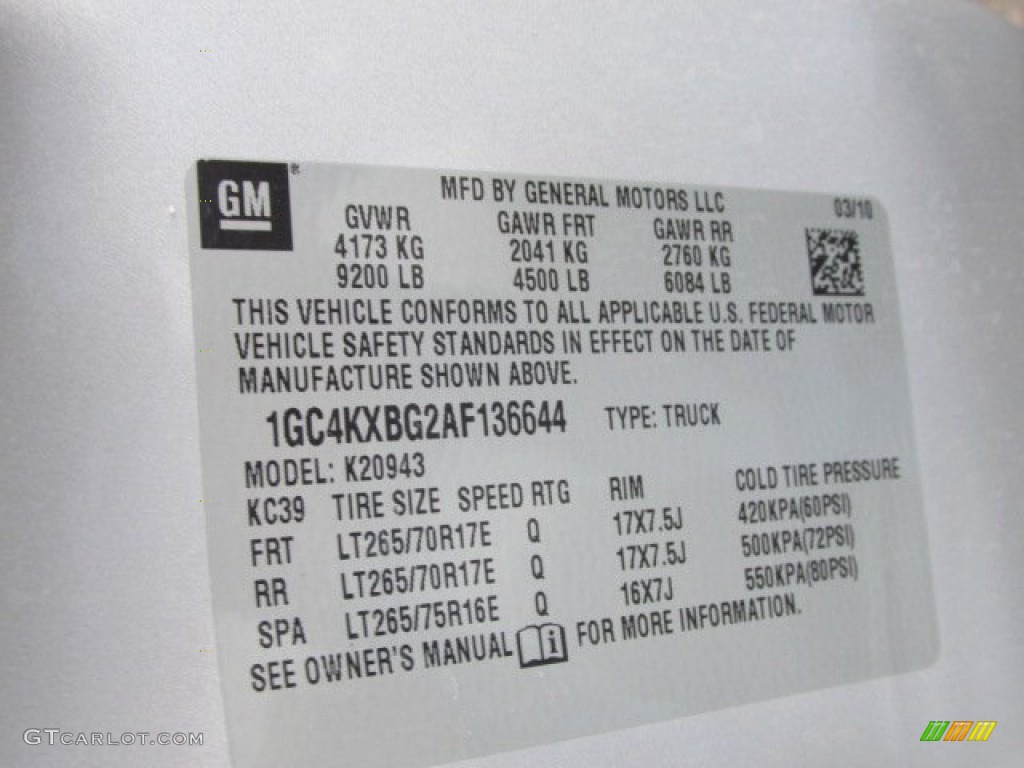 GM®
MFD BY GENERAL MOTORS LLC 03/10
GVWR GAWR FRT GAWR RR
4173 KG 2041 KG 2760 KG
9200 LB 4500 LB 6084 LB
THIS VEHICLE CONFORMS TO ALL APPLICABLE U.S. FEDERAL MOTOR
VEHICLE SAFETY STANDARDS IN EFFECT ON THE DATE OF
MANUFACTURE SHOWN ABOVE.
1GC4KXBG2AF136644 TYPE: TRUCK
MODEL: K20943
KC39 TIRE SIZE SPEED RTG RIM COLD TIRE PRESSURE
FRT LT265/70R17E Q 17X7.5J 420KPA(60PSI)
RR LT265/70R17E Q 17X7.5J 500KPA(72PSI)
SPA LT265/75R16E Q 16X7J 550KPA(80PSI)
SEE OWNER'S MANUAL i FOR MORE INFORMATION.
GTCARLOT.COM